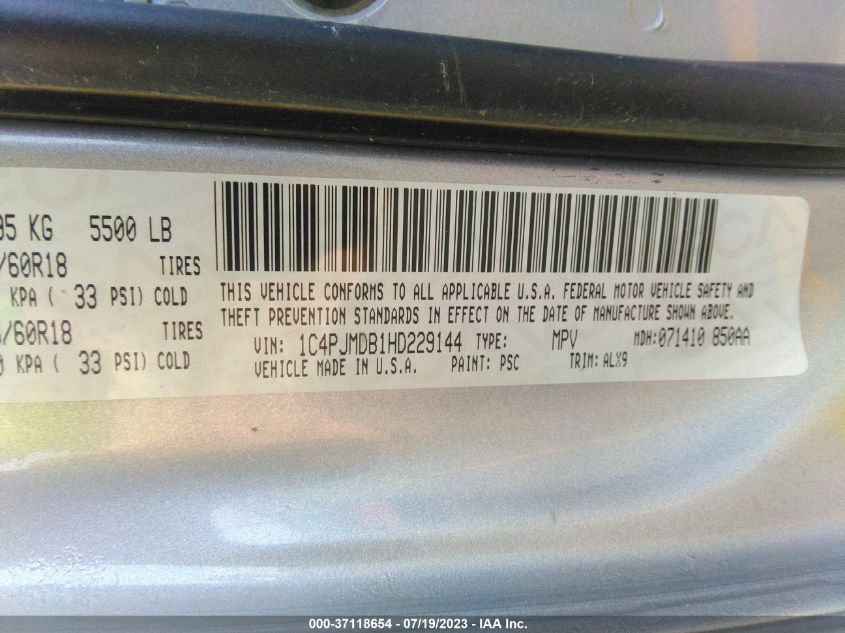 95 KG 5500 LB
/60R18 TIRES
KPA ( 33 PSI) COLD
/60R18 TIRES
KPA ( 33 PSI) COLD
THIS VEHICLE CONFORMS TO ALL APPLICABLE U.S.A. FEDERAL MOTOR VEHICLE SAFETY AND
THEFT PREVENTION STANDARDS IN EFFECT ON THE DATE OF MANUFACTURE SHOWN ABOVE.
VIN: 1C4PJMDB1HD229144 TYPE: MPV MDH:071410 850AA
VEHICLE MADE IN U.S.A. PAINT: PSC TRIM: ALX9
000-37118654 - 07/19/2023 - IAA Inc.